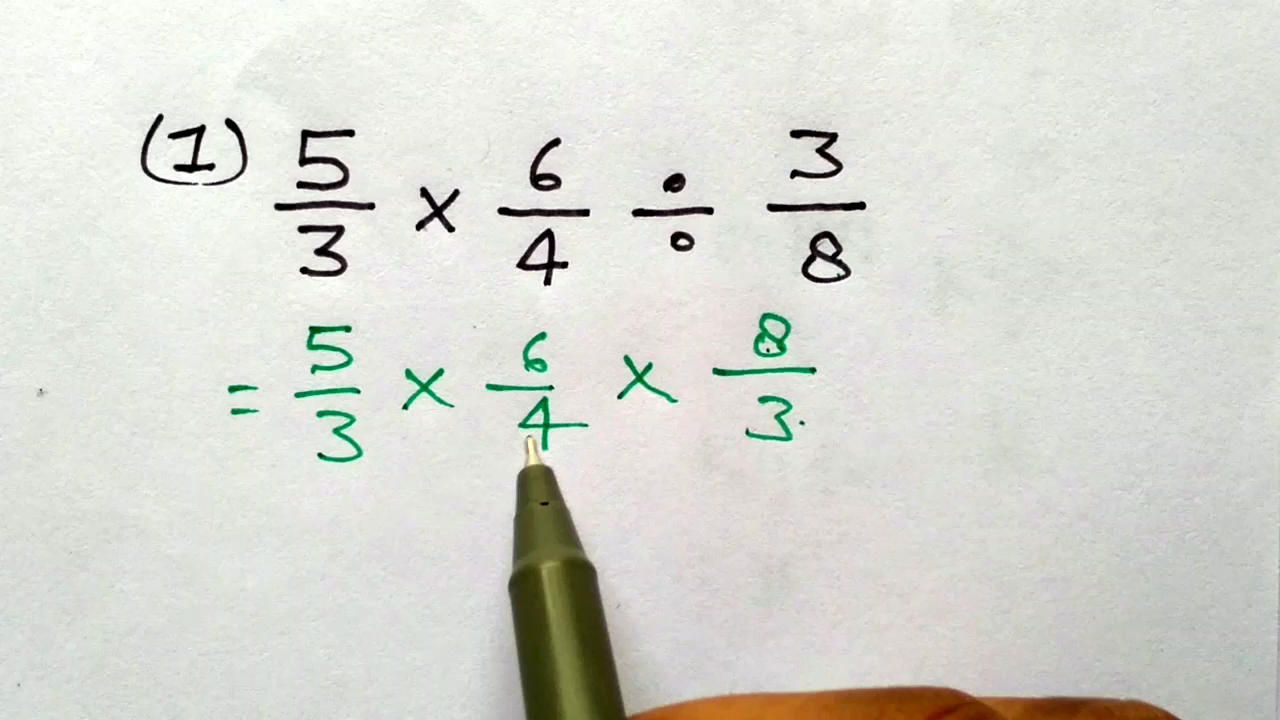 (1) 5/3 × 6/4 ÷ 3/8
= 5/3 × 6/4 × 8/3